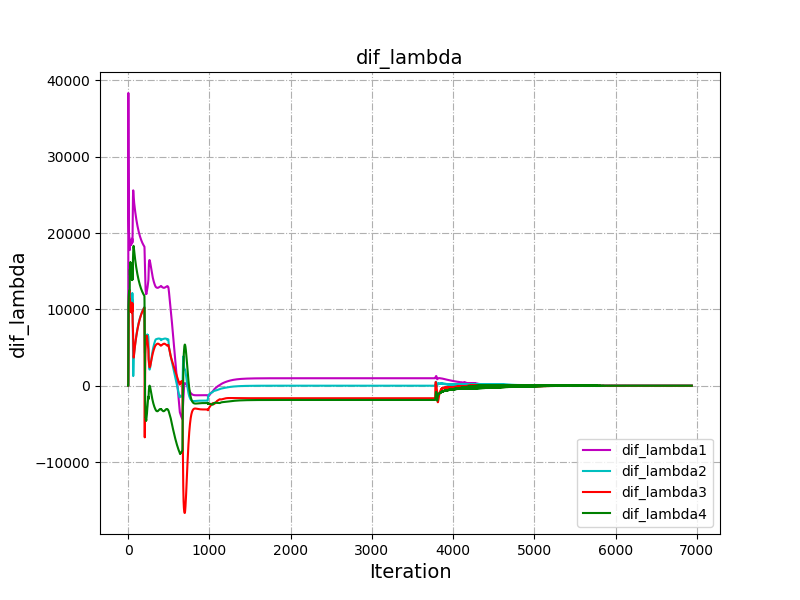 dif_lambda
40000
30000
20000
10000
0
−10000
dif_lambda
0
1000
2000
3000
4000
5000
6000
7000
Iteration
dif_lambda1
dif_lambda2
dif_lambda3
dif_lambda4